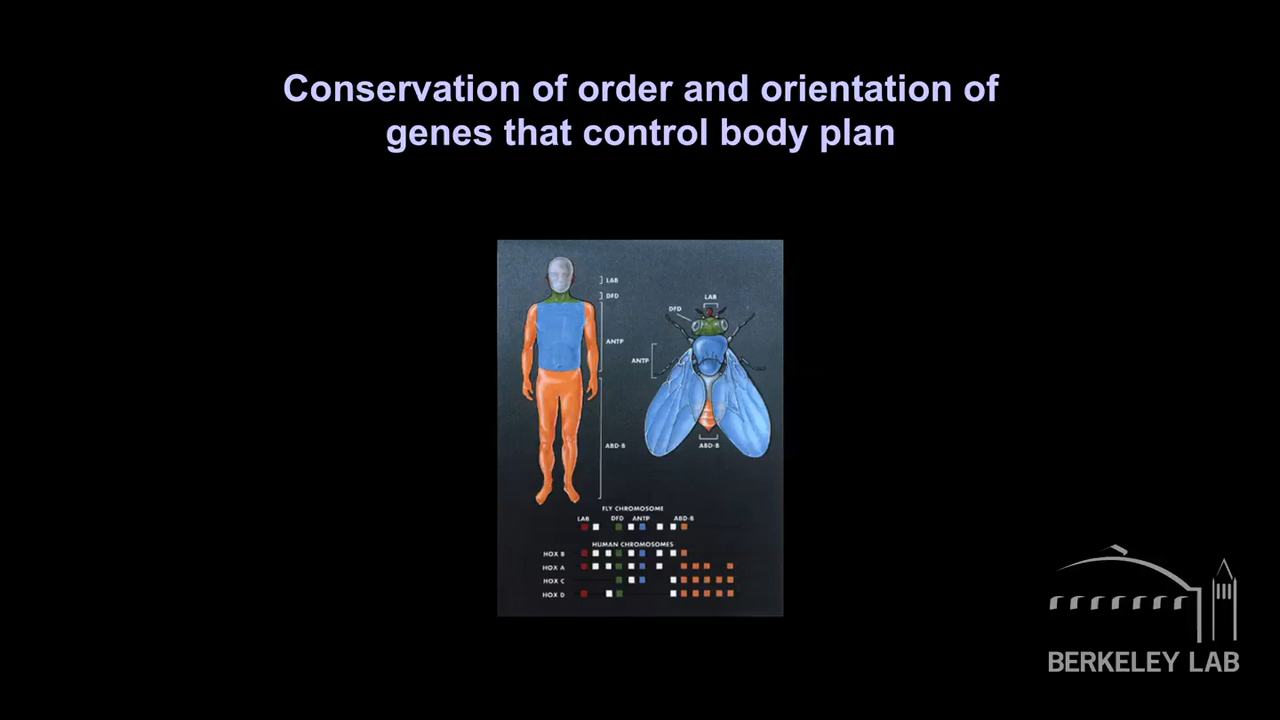 Conservation of order and orientation of
genes that control body plan
LAB
DFD
ANTP
ABD-B
LAB
DFD
ANTP
ABD-B
FLY CHROMOSOME
LAB DFD ANTP ABD-B
HUMAN CHROMOSOMES
HOX B
HOX A
HOX C
HOX D
BERKELEY LAB